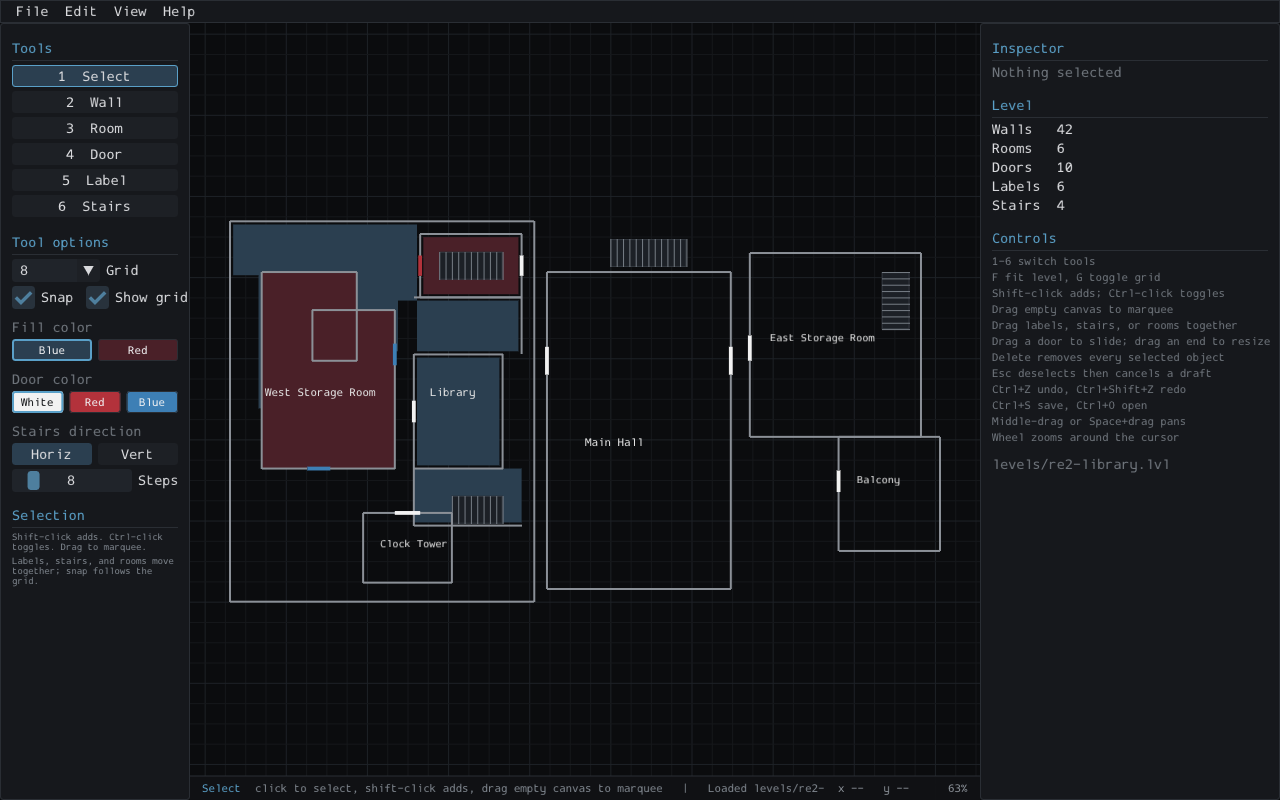 File Edit View Help
Tools
1 Select
2 Wall
3 Room
4 Door
5 Label
6 Stairs
Tool options
8 ▼ Grid
Snap Show grid
Fill color
Blue Red
Door color
White Red Blue
Stairs direction
Horiz Vert
8 Steps
Selection
Shift-click adds. Ctrl-click
toggles. Drag to marquee.
Labels, stairs, and rooms move
together; snap follows the
grid.
West Storage Room
Library
Clock Tower
Main Hall
East Storage Room
Balcony
Select click to select, shift-click adds, drag empty canvas to marquee | Loaded levels/re2- x -- y -- 63%
Inspector
Nothing selected
Level
Walls 42
Rooms 6
Doors 10
Labels 6
Stairs 4
Controls
1-6 switch tools
F fit level, G toggle grid
Shift-click adds; Ctrl-click toggles
Drag empty canvas to marquee
Drag labels, stairs, or rooms together
Drag a door to slide; drag an end to resize
Delete removes every selected object
Esc deselects then cancels a draft
Ctrl+Z undo, Ctrl+Shift+Z redo
Ctrl+S save, Ctrl+O open
Middle-drag or Space+drag pans
Wheel zooms around the cursor
levels/re2-library.lvl